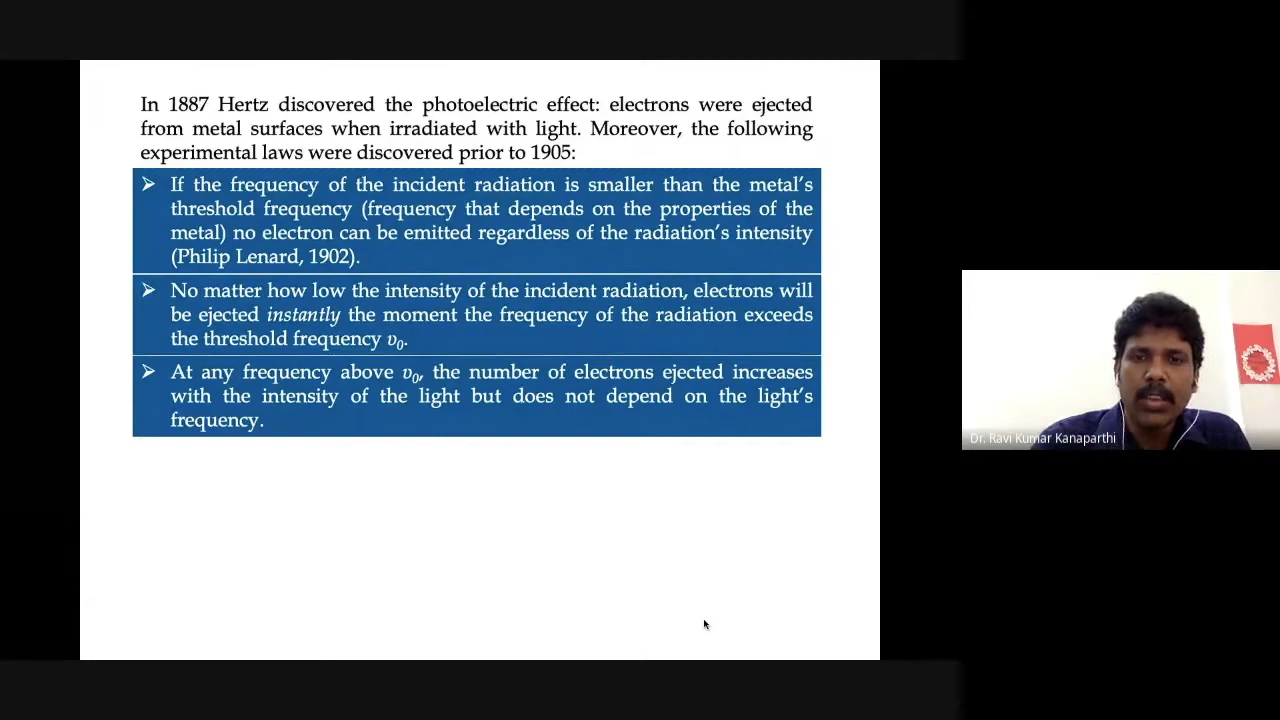 In 1887 Hertz discovered the photoelectric effect: electrons were ejected
from metal surfaces when irradiated with light. Moreover, the following
experimental laws were discovered prior to 1905:
➢ If the frequency of the incident radiation is smaller than the metal's
threshold frequency (frequency that depends on the properties of the
metal) no electron can be emitted regardless of the radiation's intensity
(Philip Lenard, 1902).
➢ No matter how low the intensity of the incident radiation, electrons will
be ejected instantly the moment the frequency of the radiation exceeds
the threshold frequency υ₀.
➢ At any frequency above υ₀, the number of electrons ejected increases
with the intensity of the light but does not depend on the light's
frequency.
Dr. Ravi Kumar Kanaparthi